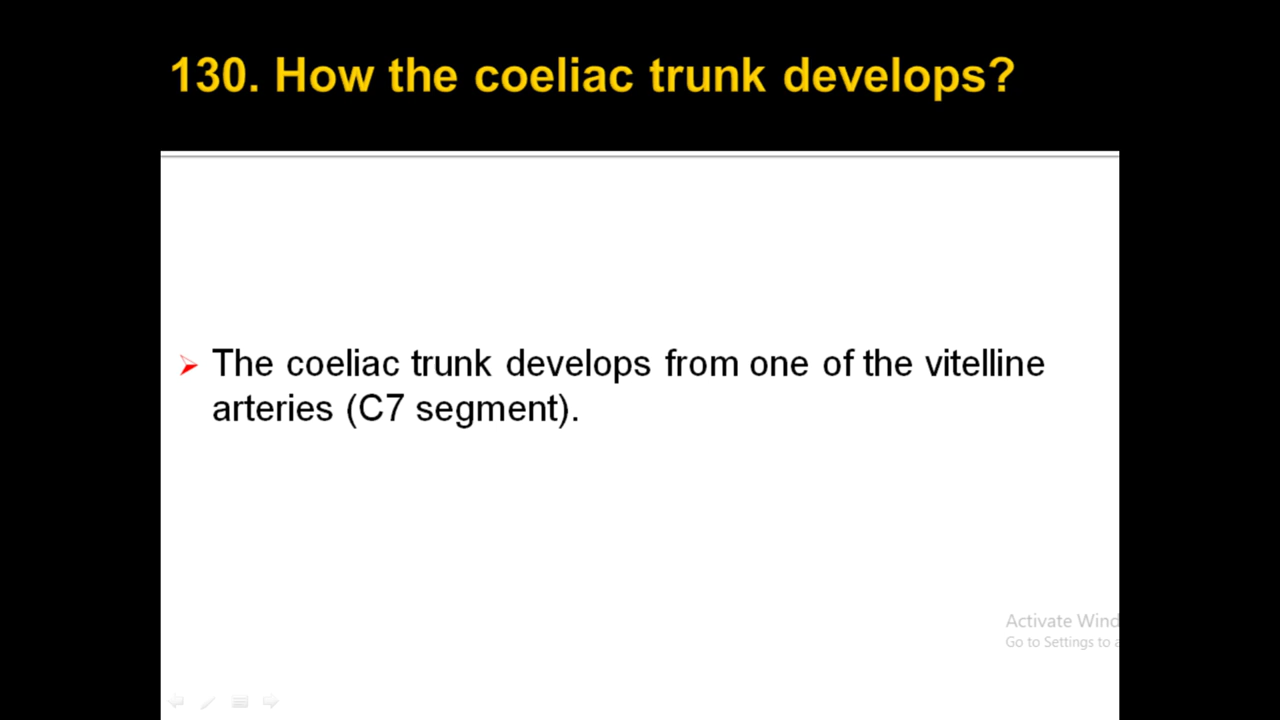 130. How the coeliac trunk develops?
The coeliac trunk develops from one of the vitelline
arteries (C7 segment).
Activate Wind
Go to Settings to a